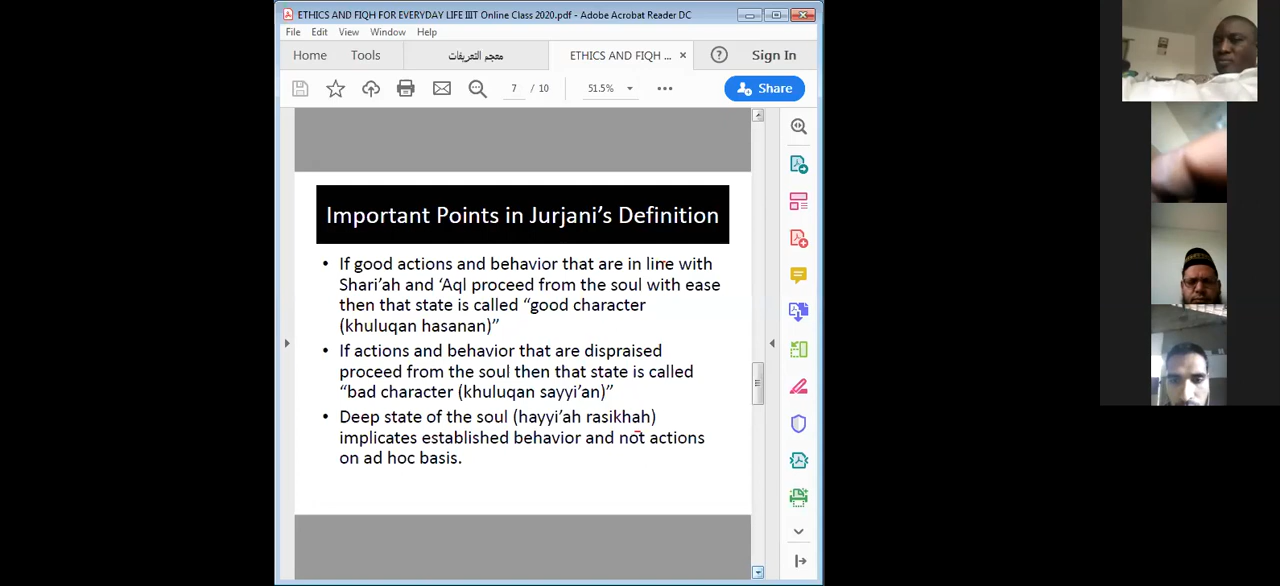 ETHICS AND FIQH FOR EVERYDAY LIFE IIIT Online Class 2020.pdf - Adobe Acrobat Reader DC
File Edit View Window Help
Home Tools معجم التعريفات ETHICS AND FIQH ... × ? Sign In
7 / 10 51.5% Share
Important Points in Jurjani’s Definition
• If good actions and behavior that are in line with
Shari’ah and ‘Aql proceed from the soul with ease
then that state is called “good character
(khuluqan hasanan)”
• If actions and behavior that are dispraised
proceed from the soul then that state is called
“bad character (khuluqan sayyi’an)”
• Deep state of the soul (hayyi’ah rasikhah)
implicates established behavior and not actions
on ad hoc basis.